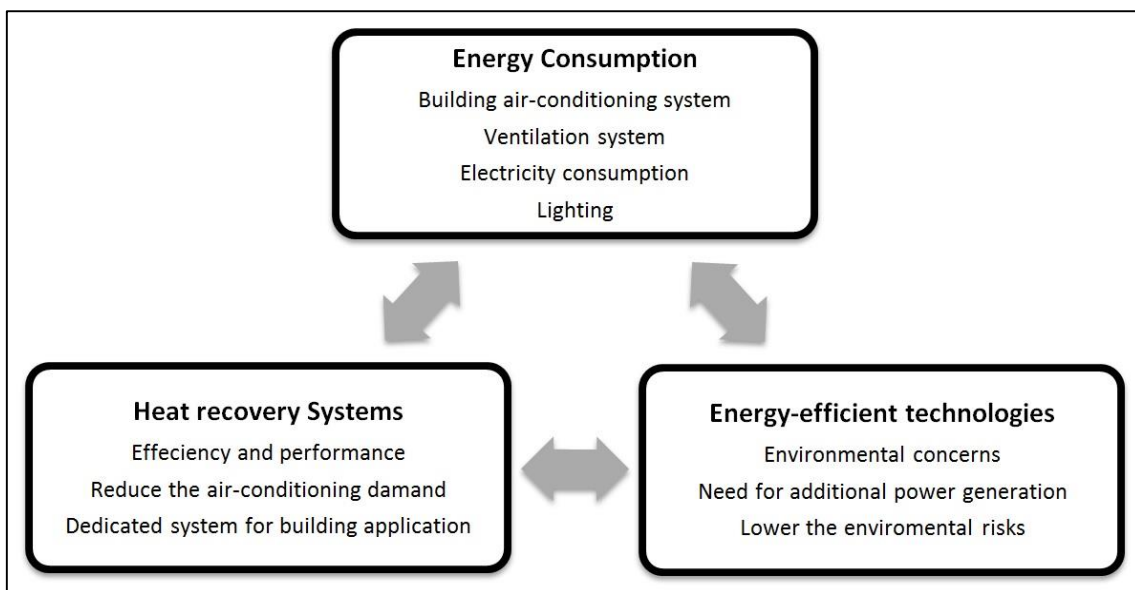 Energy Consumption
Building air-conditioning system
Ventilation system
Electricity consumption
Lighting
Heat recovery Systems
Effeciency and performance
Reduce the air-conditioning damand
Dedicated system for building application
Energy-efficient technologies
Environmental concerns
Need for additional power generation
Lower the enviromental risks